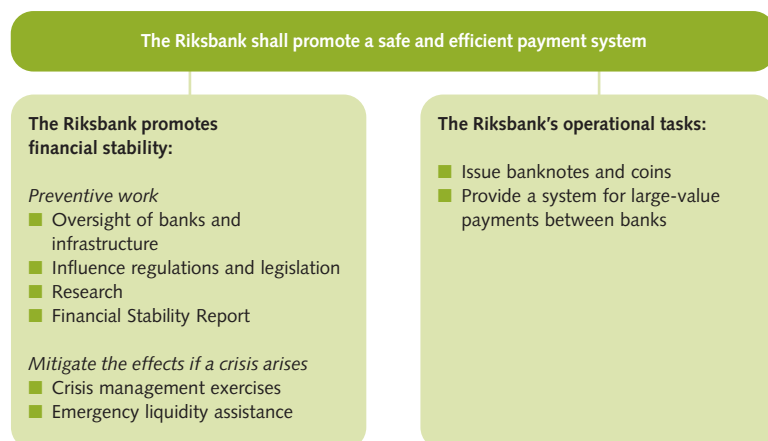 The Riksbank shall promote a safe and efficient payment system
The Riksbank promotes
financial stability:
Preventive work
■ Oversight of banks and
infrastructure
■ Influence regulations and legislation
■ Research
■ Financial Stability Report
Mitigate the effects if a crisis arises
■ Crisis management exercises
■ Emergency liquidity assistance
The Riksbank’s operational tasks:
■ Issue banknotes and coins
■ Provide a system for large-value
payments between banks